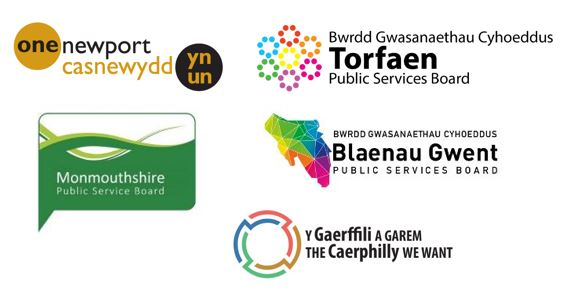 one newport
casnewydd yn
un
Bwrdd Gwasanaethau Cyhoeddus
Torfaen
Public Services Board
Monmouthshire
Public Service Board
BWRDD GWASANAETHAU CYHOEDDUS
Blaenau Gwent
PUBLIC SERVICES BOARD
Y Gaerffili A GAREM
THE Caerphilly WE WANT